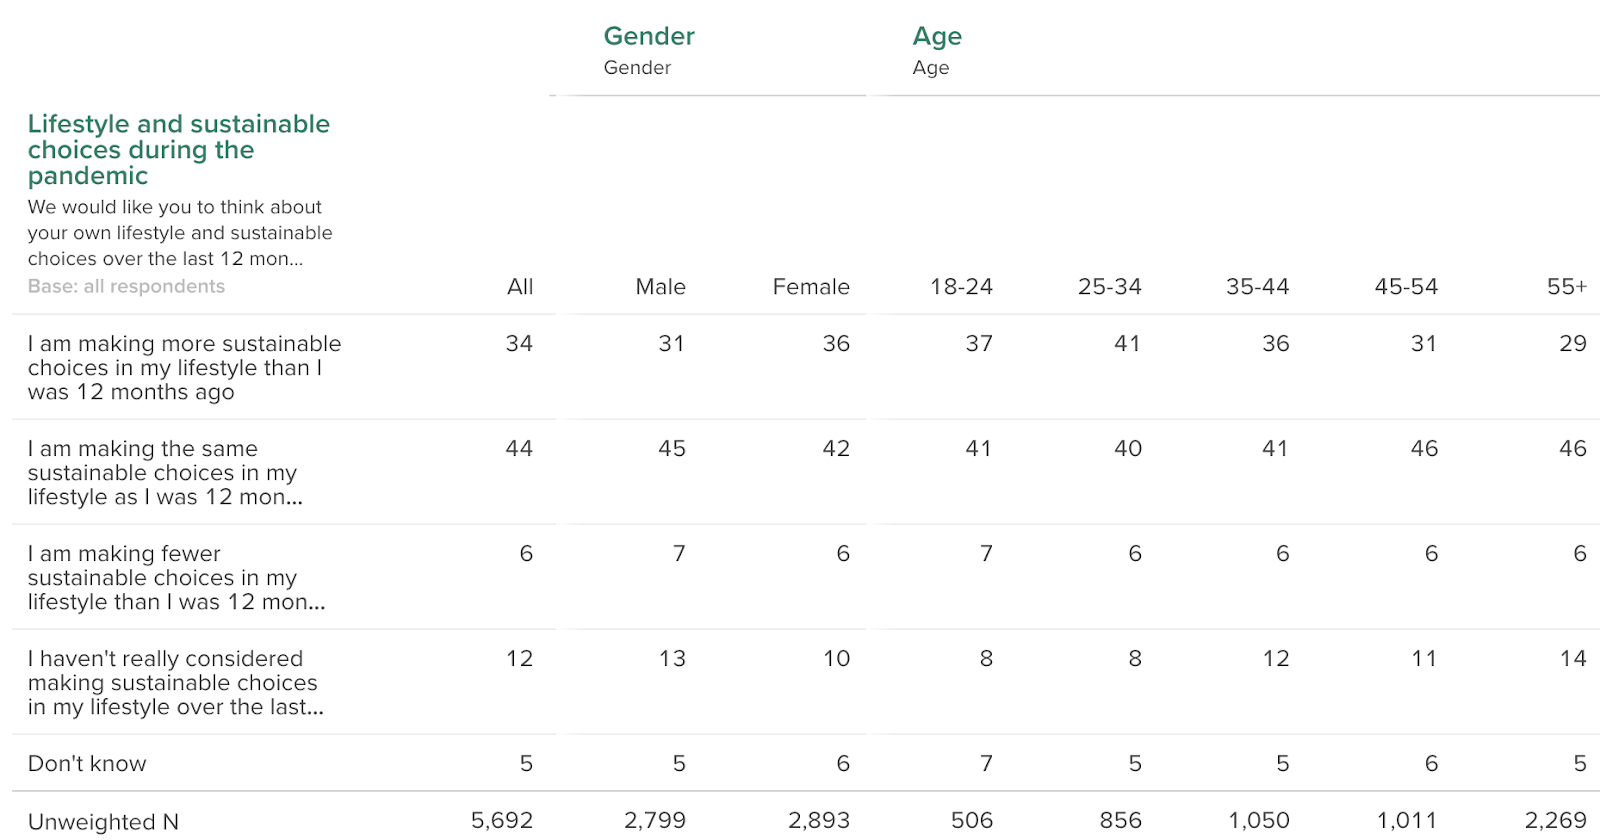 Gender Age
Gender Age
Lifestyle and sustainable
choices during the
pandemic
We would like you to think about
your own lifestyle and sustainable
choices over the last 12 mon...
Base: all respondents All Male Female 18-24 25-34 35-44 45-54 55+
I am making more sustainable 34 31 36 37 41 36 31 29
choices in my lifestyle than I
was 12 months ago
I am making the same 44 45 42 41 40 41 46 46
sustainable choices in my
lifestyle as I was 12 mon...
I am making fewer 6 7 6 7 6 6 6 6
sustainable choices in my
lifestyle than I was 12 mon...
I haven't really considered 12 13 10 8 8 12 11 14
making sustainable choices
in my lifestyle over the last...
Don't know 5 5 6 7 5 5 6 5
Unweighted N 5,692 2,799 2,893 506 856 1,050 1,011 2,269